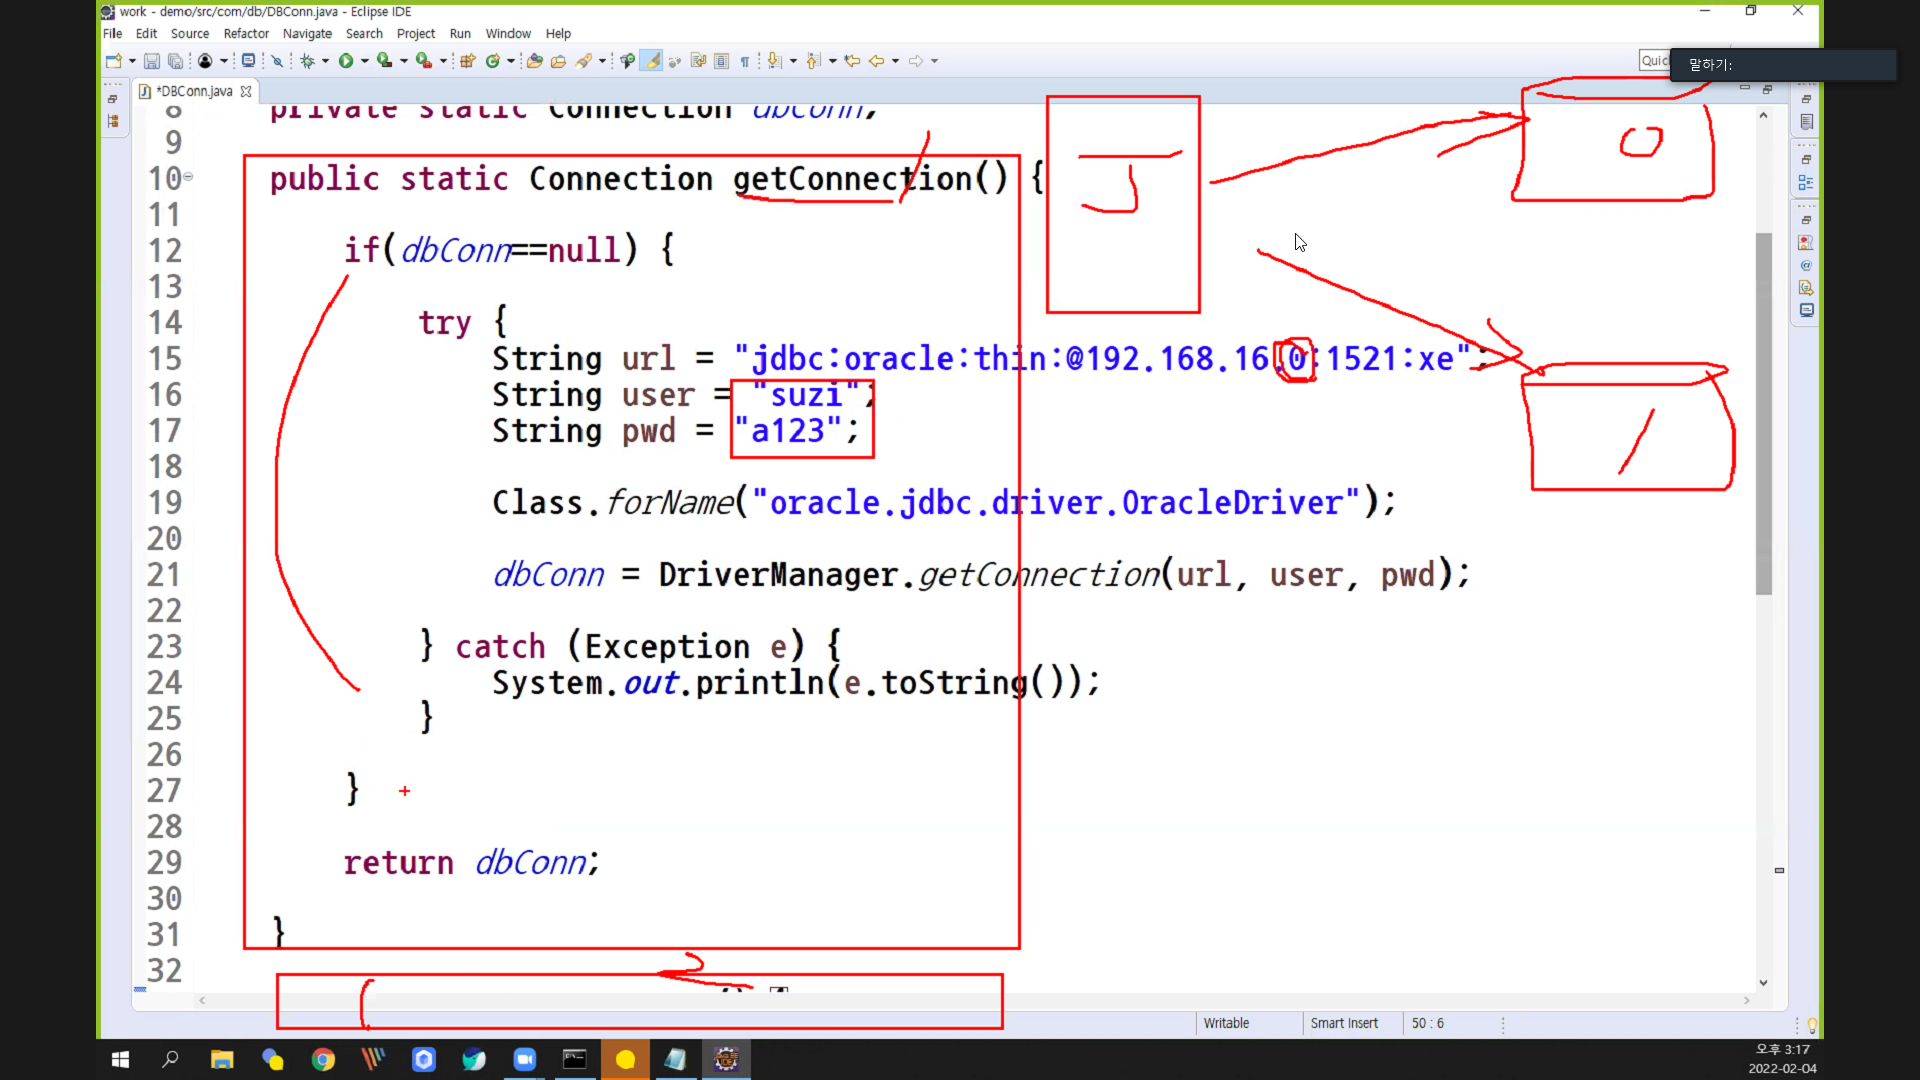 work - demo/src/com/db/DBConn.java - Eclipse IDE
File Edit Source Refactor Navigate Search Project Run Window Help
Quic
말하기:
*DBConn.java
8 private static Connection dbConn;
9
10 public static Connection getConnection() {
11
12 if(dbConn==null) {
13
14 try {
15 String url = "jdbc:oracle:thin:@192.168.16.0:1521:xe";
16 String user = "suzi";
17 String pwd = "a123";
18
19 Class.forName("oracle.jdbc.driver.OracleDriver");
20
21 dbConn = DriverManager.getConnection(url, user, pwd);
22
23 } catch (Exception e) {
24 System.out.println(e.toString());
25 }
26
27 }
28
29 return dbConn;
30
31 }
32
J
0
1
2
Writable Smart Insert 50 : 6
오후 3:17
2022-02-04